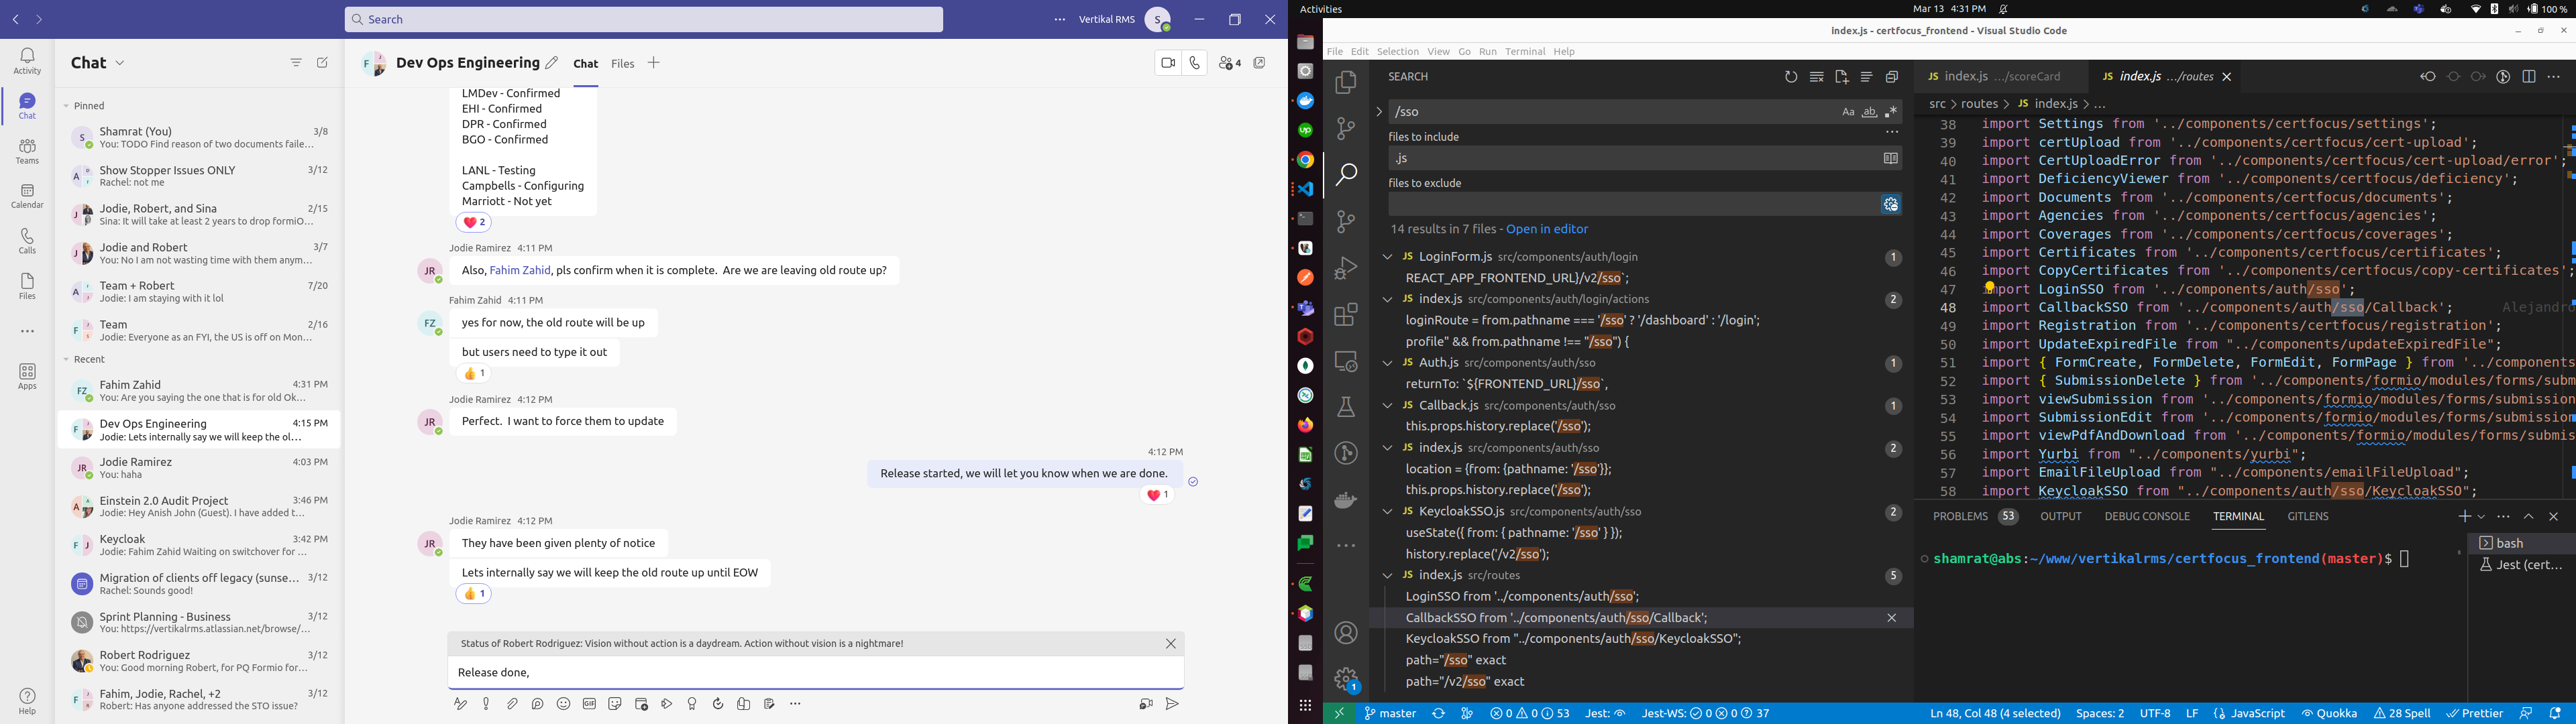 Search
Vertikal RMS
S
Activity
Chat
Teams
Calendar
Calls
Files
Apps
Help
Chat
Pinned
Shamrat (You) 3/8
You: TODO Find reason of two documents faile...
Show Stopper Issues ONLY 3/12
Rachel: not me
Jodie, Robert, and Sina 2/15
Sina: It will take at least 2 years to drop formiO...
Jodie and Robert 3/7
You: No I am not wasting time with them anym...
Team + Robert 7/20
Jodie: I am staying with it lol
Team 2/16
Jodie: Everyone as an FYI, the US is off on Mon...
Recent
Fahim Zahid 4:31 PM
You: Are you saying the one that is for old Ok...
Dev Ops Engineering 4:15 PM
Jodie: Lets internally say we will keep the ol...
Jodie Ramirez 4:03 PM
You: haha
Einstein 2.0 Audit Project 3:46 PM
Jodie: Hey Anish John (Guest). I have added t...
Keycloak 3:42 PM
Jodie: Fahim Zahid Waiting on switchover for ...
Migration of clients off legacy (sunse... 3/12
Rachel: Sounds good!
Sprint Planning - Business 3/12
You: https://vertikalrms.atlassian.net/browse/...
Robert Rodriguez 3/12
You: Good morning Robert, for PQ Formio for...
Fahim, Jodie, Rachel, +2 3/12
Robert: Has anyone addressed the STO issue?
Dev Ops Engineering
Chat
Files
4
LMDev - Confirmed
EHI - Confirmed
DPR - Confirmed
BGO - Confirmed
LANL - Testing
Campbells - Configuring
Marriott - Not yet
2
Jodie Ramirez 4:11 PM
JR
Also, Fahim Zahid, pls confirm when it is complete. Are we are leaving old route up?
Fahim Zahid 4:11 PM
FZ
yes for now, the old route will be up
but users need to type it out
1
Jodie Ramirez 4:12 PM
JR
Perfect. I want to force them to update
4:12 PM
Release started, we will let you know when we are done.
1
Jodie Ramirez 4:12 PM
JR
They have been given plenty of notice
Lets internally say we will keep the old route up until EOW
1
Status of Robert Rodriguez: Vision without action is a daydream. Action without vision is a nightmare!
Release done,
Activities
Mar 13 4:31 PM
100 %
index.js - certfocus_frontend - Visual Studio Code
File Edit Selection View Go Run Terminal Help
SEARCH
/sso
files to include
.js
files to exclude
14 results in 7 files - Open in editor
JS LoginForm.js src/components/auth/login 1
REACT_APP_FRONTEND_URL}/v2/sso`;
JS index.js src/components/auth/login/actions 2
loginRoute = from.pathname === '/sso' ? '/dashboard' : '/login';
profile" && from.pathname !== "/sso") {
JS Auth.js src/components/auth/sso 1
returnTo: `${FRONTEND_URL}/sso`,
JS Callback.js src/components/auth/sso 1
this.props.history.replace('/sso');
JS index.js src/components/auth/sso 2
location = {from: {pathname: '/sso'}};
this.props.history.replace('/sso');
JS KeycloakSSO.js src/components/auth/sso 2
useState({ from: { pathname: '/sso' } });
history.replace('/v2/sso');
JS index.js src/routes 5
LoginSSO from '../components/auth/sso';
CallbackSSO from '../components/auth/sso/Callback';
KeycloakSSO from "../components/auth/sso/KeycloakSSO";
path="/sso" exact
path="/v2/sso" exact
JS index.js .../scoreCard
JS index.js .../routes
src > routes > JS index.js > ...
38 import Settings from '../components/certfocus/settings';
39 import certUpload from '../components/certfocus/cert-upload';
40 import CertUploadError from '../components/certfocus/cert-upload/error';
41 import DeficiencyViewer from '../components/certfocus/deficiency';
42 import Documents from '../components/certfocus/documents';
43 import Agencies from '../components/certfocus/agencies';
44 import Coverages from '../components/certfocus/coverages';
45 import Certificates from '../components/certfocus/certificates';
46 import CopyCertificates from '../components/certfocus/copy-certificates';
47 import LoginSSO from '../components/auth/sso';
48 import CallbackSSO from '../components/auth/sso/Callback'; Alejandro
49 import Registration from '../components/certfocus/registration';
50 import UpdateExpiredFile from "../components/updateExpiredFile";
51 import { FormCreate, FormDelete, FormEdit, FormPage } from '../components
52 import { SubmissionDelete } from '../components/formio/modules/forms/subm
53 import viewSubmission from '../components/formio/modules/forms/submission
54 import SubmissionEdit from '../components/formio/modules/forms/submission
55 import viewPdfAndDownload from '../components/formio/modules/forms/submis
56 import Yurbi from "../components/yurbi";
57 import EmailFileUpload from "../components/emailFileUpload";
58 import KeycloakSSO from "../components/auth/sso/KeycloakSSO";
PROBLEMS 53 OUTPUT DEBUG CONSOLE TERMINAL GITLENS
shamrat@abs:~/www/vertikalrms/certfocus_frontend(master)$
bash
Jest (cert...
1
master 0 0 53 Jest: Jest-WS: 0 0 37 Ln 48, Col 48 (4 selected) Spaces: 2 UTF-8 LF JavaScript Quokka 28 Spell Prettier